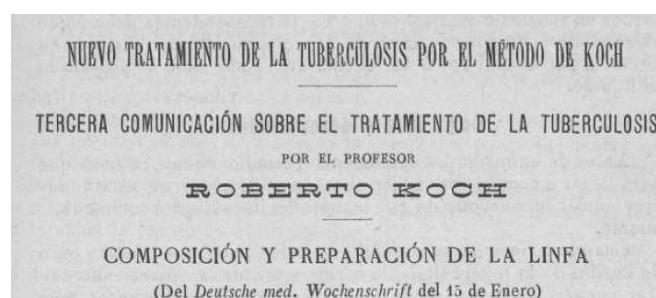 NUEVO TRATAMIENTO DE LA TUBERCULOSIS POR EL MÉTODO DE KOCH
TERCERA COMUNICACIÓN SOBRE EL TRATAMIENTO DE LA TUBERCULOSIS
POR EL PROFESOR
ROBERTO KOCH
COMPOSICIÓN Y PREPARACIÓN DE LA LINFA
(Del Deutsche med. Wochenschrift del 15 de Enero)